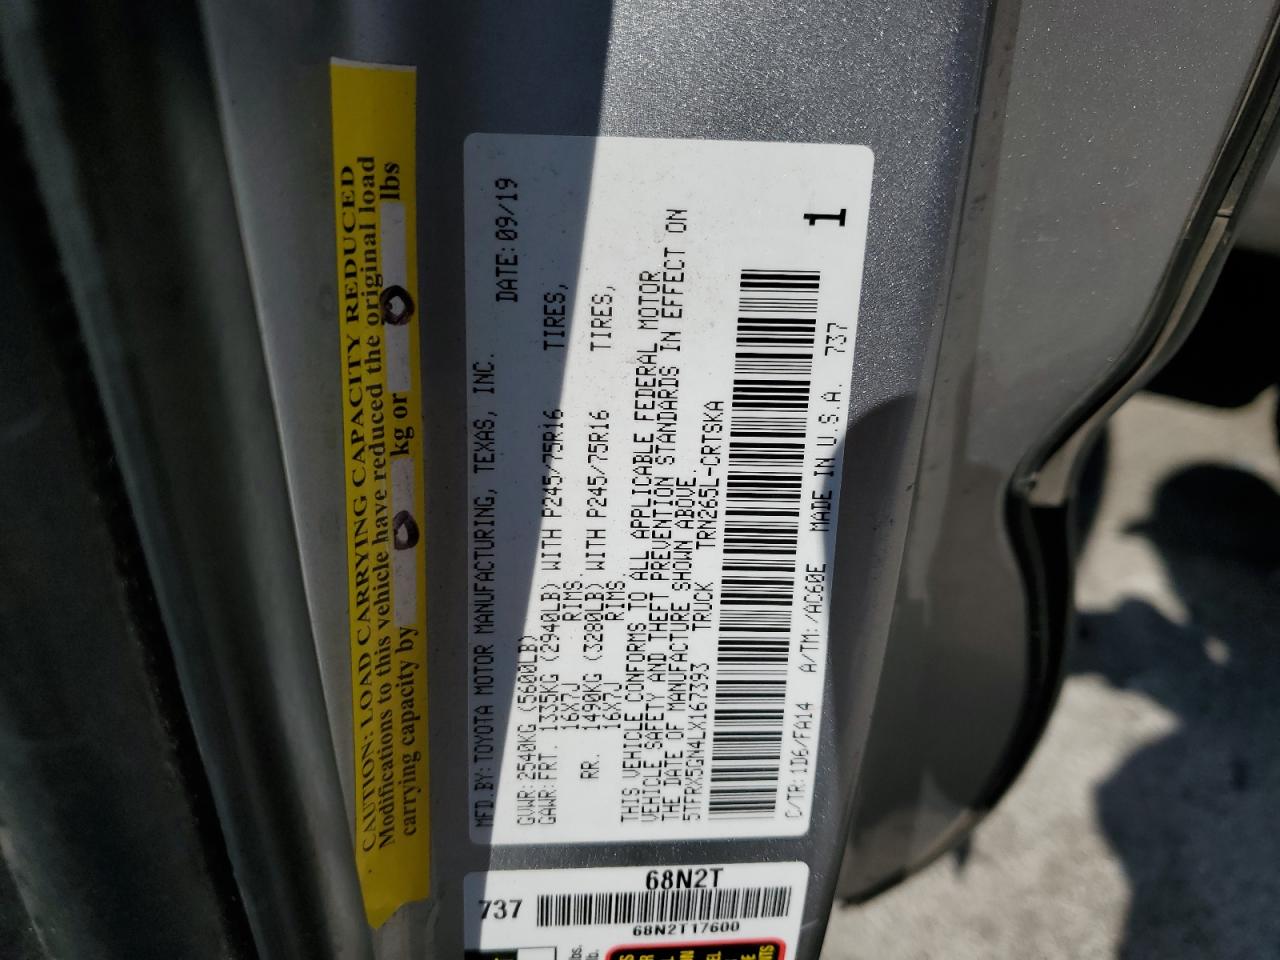 CAUTION: LOAD CARRYING CAPACITY REDUCED
Modifications to this vehicle have reduced the original load
carrying capacity by 0 kg or 0 lbs
MFD.BY:TOYOTA MOTOR MANUFACTURING, TEXAS, INC. DATE:09/19
GVWR:2540KG (5600LB)
GAWR:FRT. 1335KG (2940LB) WITH P245/75R16 TIRES,
16X7J RIMS.
RR. 1490KG (3280LB) WITH P245/75R16 TIRES,
16X7J RIMS.
THIS VEHICLE CONFORMS TO ALL APPLICABLE FEDERAL MOTOR
VEHICLE SAFETY AND THEFT PREVENTION STANDARDS IN EFFECT ON
THE DATE OF MANUFACTURE SHOWN ABOVE.
5TFRX5GN4LX167393 TRUCK TRN265L-CRTSKA
1
C/TR:1D6/FA14 A/TM:/AC60E MADE IN U.S.A. 737
68N2T
737
68N2T17600
lbs.
lb.